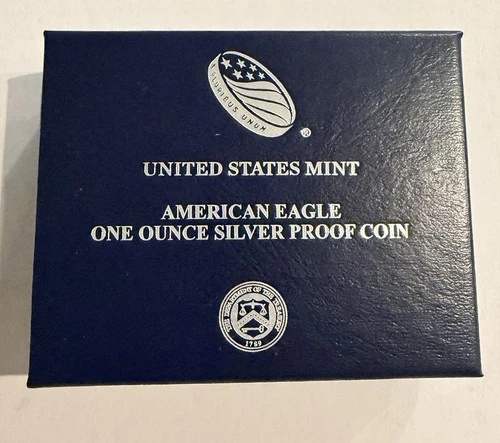 E PLURIBUS UNUM
®
UNITED STATES MINT
AMERICAN EAGLE
ONE OUNCE SILVER PROOF COIN
THE DEPARTMENT OF THE TREASURY
1789